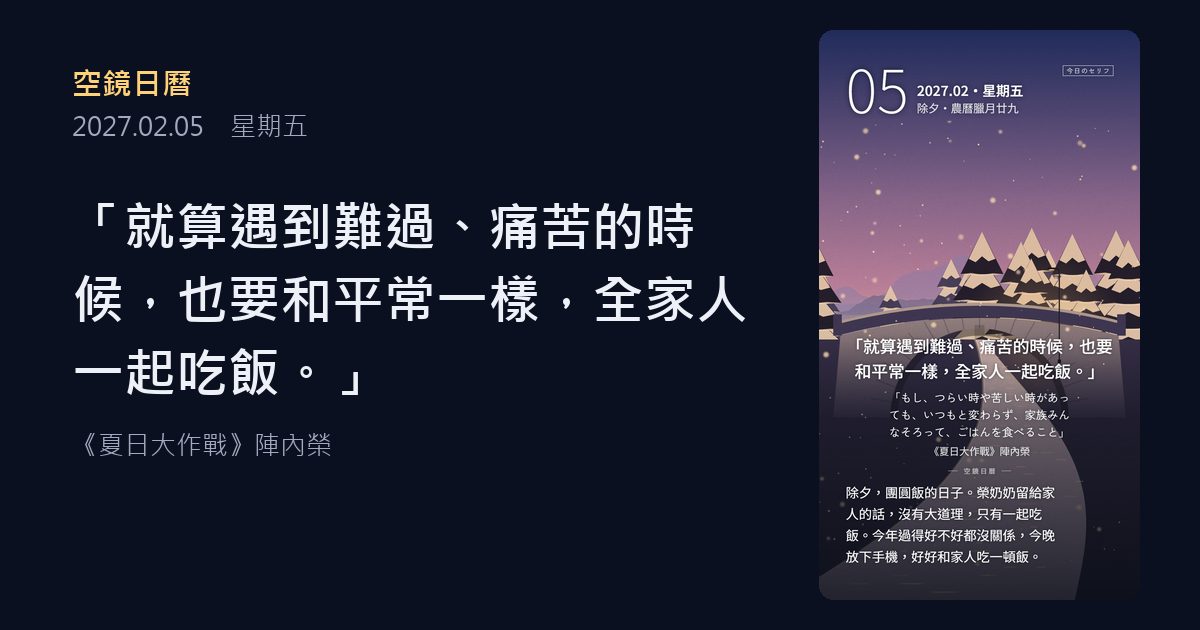 空鏡日曆
2027.02.05 星期五
「就算遇到難過、痛苦的時
候，也要和平常一樣，全家人
一起吃飯。」
《夏日大作戰》陣內榮
今日のセリフ
05
2027.02・星期五
除夕・農曆臘月廿九
「就算遇到難過、痛苦的時候，也要
和平常一樣，全家人一起吃飯。」
「もし、つらい時や苦しい時があっ
ても、いつもと変わらず、家族みん
なそろって、ごはんを食べること」
《夏日大作戰》陣內榮
— 空鏡日曆 —
除夕，團圓飯的日子。榮奶奶留給家
人的話，沒有大道理，只有一起吃
飯。今年過得好不好都沒關係，今晚
放下手機，好好和家人吃一頓飯。